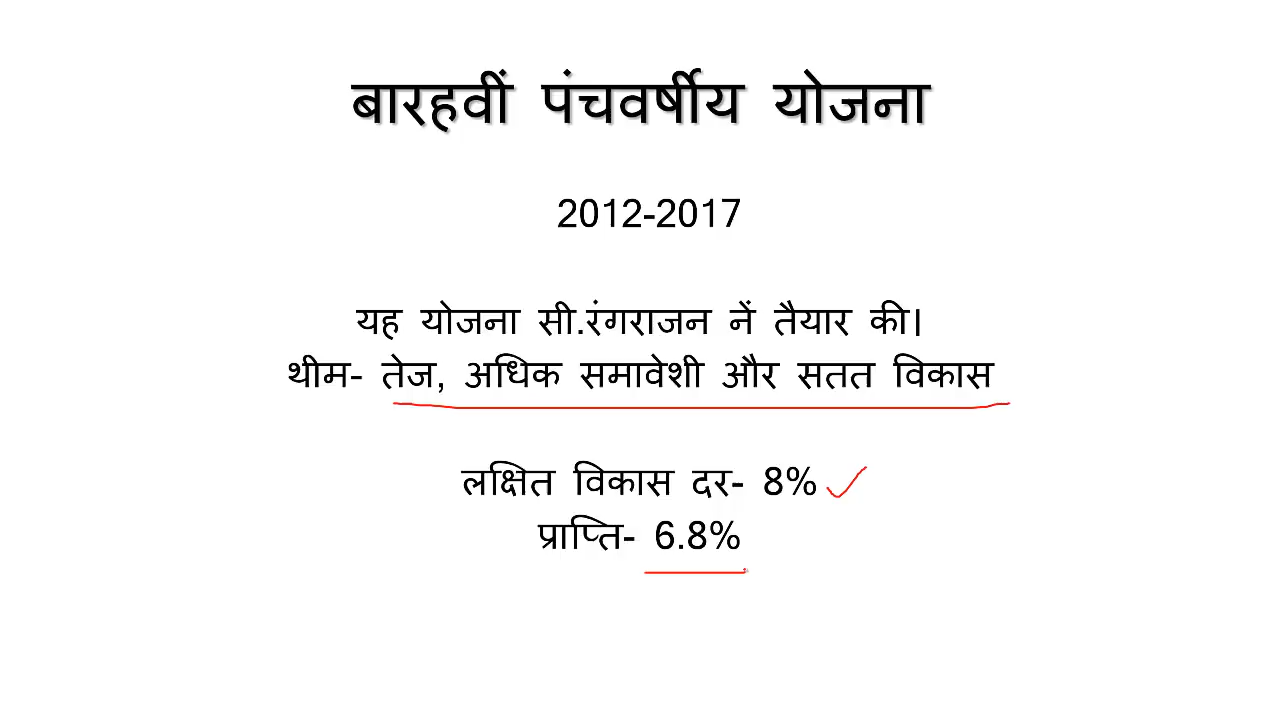 बारहवीं पंचवर्षीय योजना
2012-2017
यह योजना सी.रंगराजन नें तैयार की।
थीम- तेज, अधिक समावेशी और सतत विकास
लक्षित विकास दर- 8%
प्राप्ति- 6.8%